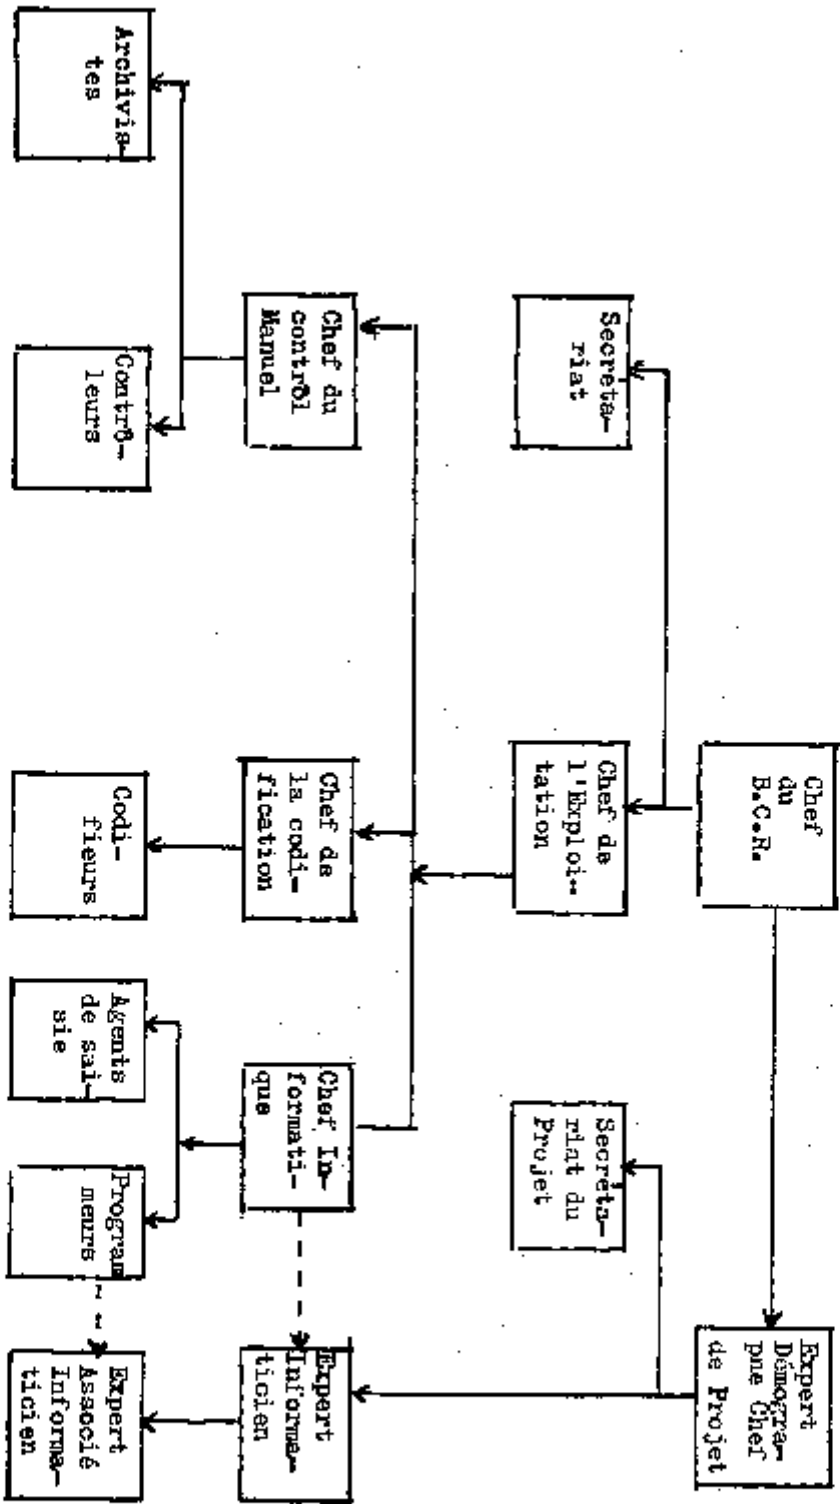 Chef
du
B.C.R.
Expert
Démogra-
phe Chef
de Projet
Secréta-
riat
Chef de
l'Exploi-
tation
Secréta-
riat du
Projet
Chef du
contrôl
Manuel
Chef de
la codi-
fication
Chef In-
formati-
que
Expert
Informa-
ticien
Archivis-
tes
Contrô-
leurs
Codi-
fieurs
Agents
de sai-
sie
Program
meurs
Expert
Associé
Informa-
ticien